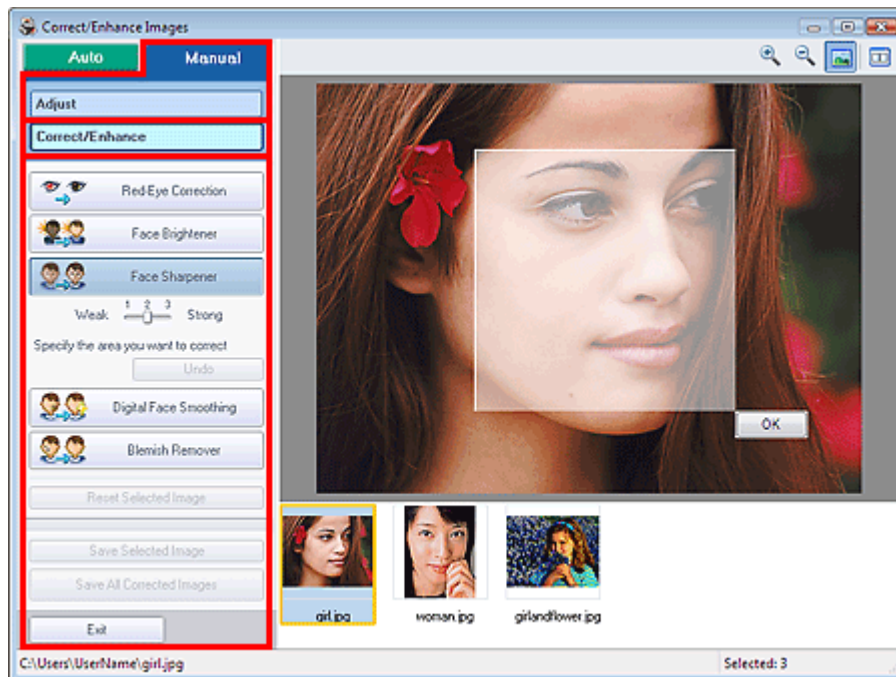 Correct/Enhance Images
Auto Manual
Adjust
Correct/Enhance
Red-Eye Correction
Face Brightener
Face Sharpener
1 2 3
Weak Strong
Specify the area you want to correct
Undo
Digital Face Smoothing
Blemish Remover
Reset Selected Image
Save Selected Image
Save All Corrected Images
Exit
OK
girl.jpg woman.jpg girlandflower.jpg
C:\Users\UserName\girl.jpg Selected: 3